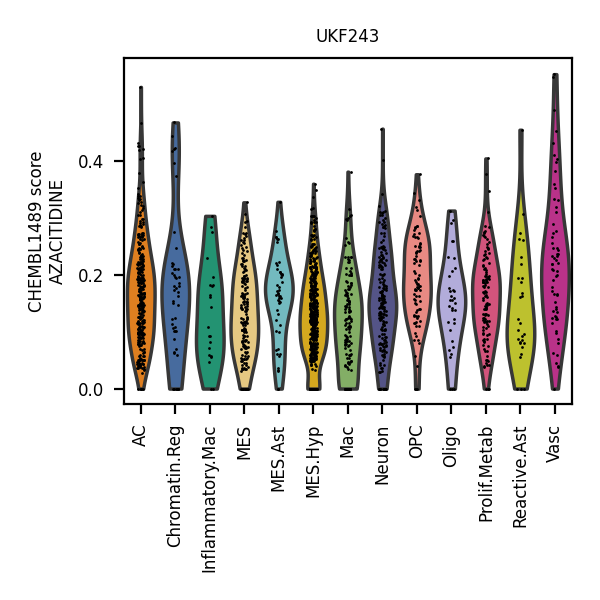 UKF243
CHEMBL1489 score
AZACITIDINE
0.4
0.2
0.0
AC
Chromatin.Reg
Inflammatory.Mac
MES
MES.Ast
MES.Hyp
Mac
Neuron
OPC
Oligo
Prolif.Metab
Reactive.Ast
Vasc